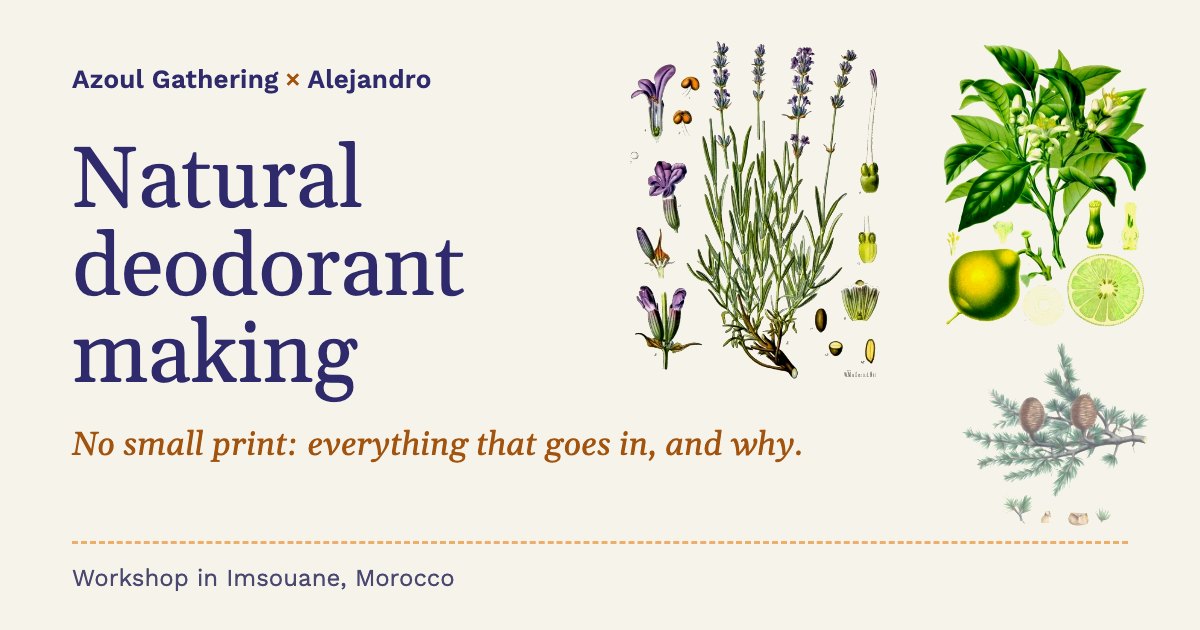 Azoul Gathering × Alejandro
Natural
deodorant
making
No small print: everything that goes in, and why.
Workshop in Imsouane, Morocco